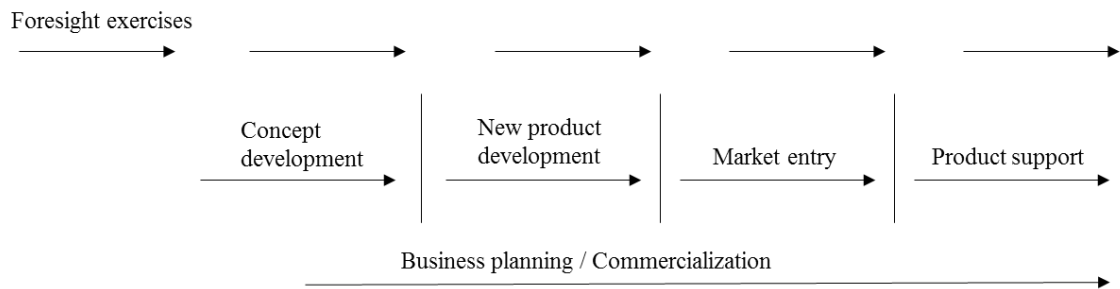 Foresight exercises
Concept
development
New product
development
Market entry
Product support
Business planning / Commercialization